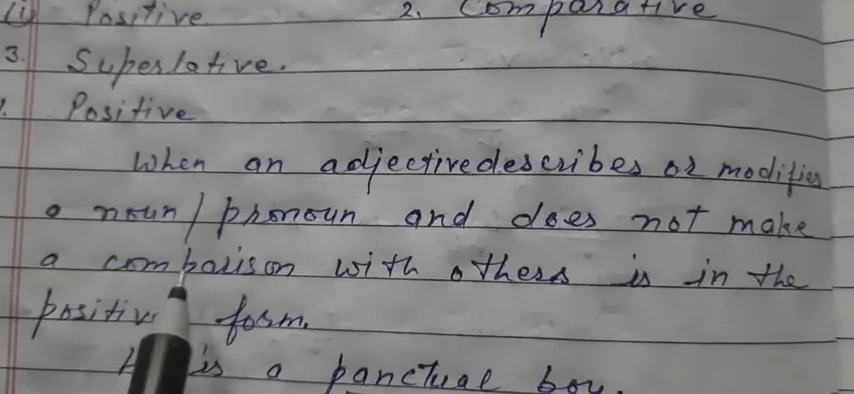 (i) Positive 2. Comparative
3. Superlative.
1. Positive
When an adjective describes or modifies
a noun/pronoun and does not make
a comparison with others is in the
positive form.
is a panctual boy.